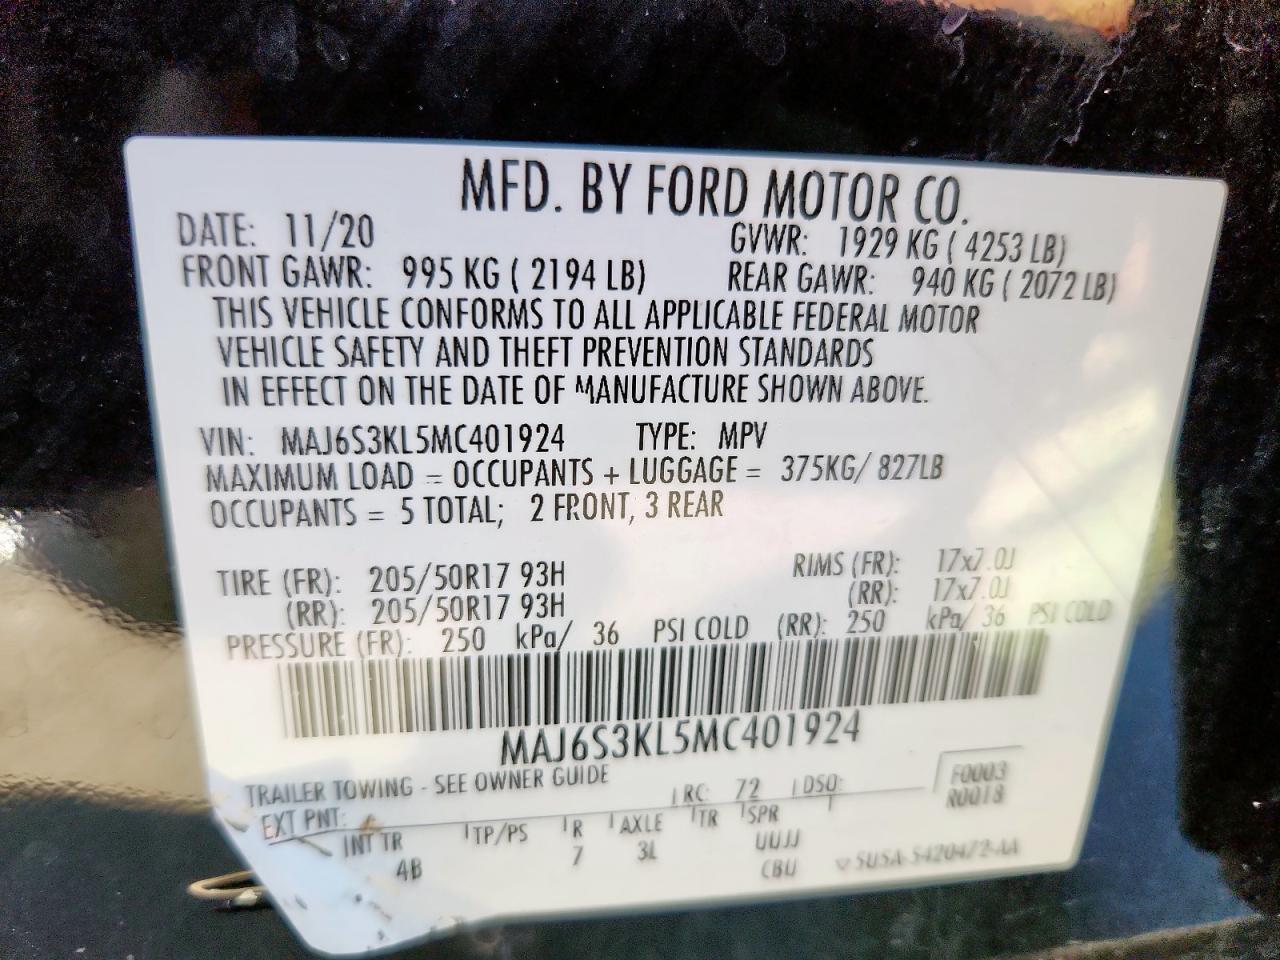 MFD. BY FORD MOTOR CO.
DATE: 11/20 GVWR: 1929 KG ( 4253 LB)
FRONT GAWR: 995 KG ( 2194 LB) REAR GAWR: 940 KG ( 2072 LB)
THIS VEHICLE CONFORMS TO ALL APPLICABLE FEDERAL MOTOR
VEHICLE SAFETY AND THEFT PREVENTION STANDARDS
IN EFFECT ON THE DATE OF MANUFACTURE SHOWN ABOVE.
VIN: MAJ6S3KL5MC401924 TYPE: MPV
MAXIMUM LOAD = OCCUPANTS + LUGGAGE = 375KG/ 827LB
OCCUPANTS = 5 TOTAL; 2 FRONT, 3 REAR
TIRE (FR): 205/50R17 93H RIMS (FR): 17x7.0J
(RR): 205/50R17 93H (RR): 17x7.0J
PRESSURE (FR): 250 kPa/ 36 PSI COLD (RR): 250 kPa/ 36 PSI COLD
MAJ6S3KL5MC401924
TRAILER TOWING - SEE OWNER GUIDE
EXT PNT: RC: 72 DSO: F0003
R0018
INT TR TP/PS R AXLE TR SPR
4B 7 3L UUJJ
CBU